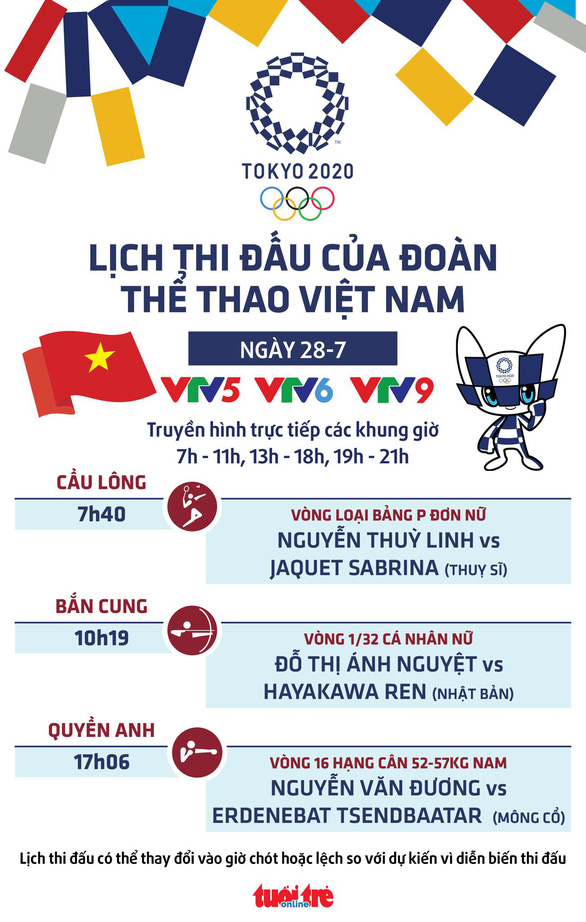 TOKYO 2020
LỊCH THI ĐẤU CỦA ĐOÀN
THỂ THAO VIỆT NAM
NGÀY 28-7
VTV5 VTV6 VTV9
TOKYO 2020
Truyền hình trực tiếp các khung giờ
7h - 11h, 13h - 18h, 19h - 21h
CẦU LÔNG
7h40
VÒNG LOẠI BẢNG P ĐƠN NỮ
NGUYỄN THUỲ LINH vs
JAQUET SABRINA (THUỴ SĨ)
BẮN CUNG
10h19
VÒNG 1/32 CÁ NHÂN NỮ
ĐỖ THỊ ÁNH NGUYỆT vs
HAYAKAWA REN (NHẬT BẢN)
QUYỀN ANH
17h06
VÒNG 16 HẠNG CÂN 52-57KG NAM
NGUYỄN VĂN ĐƯƠNG vs
ERDENEBAT TSENDBAATAR (MÔNG CỔ)
Lịch thi đấu có thể thay đổi vào giờ chót hoặc lệch so với dự kiến vì diễn biến thi đấu
tuổi trẻ
online